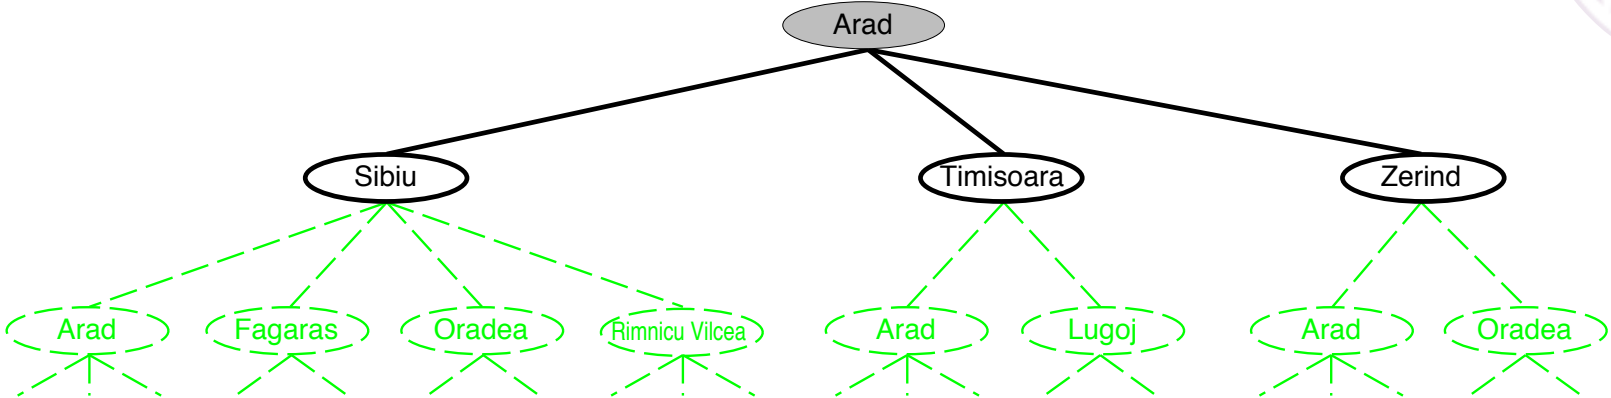 Arad
Sibiu
Timisoara
Zerind
Arad
Fagaras
Oradea
Rimnicu Vilcea
Arad
Lugoj
Arad
Oradea